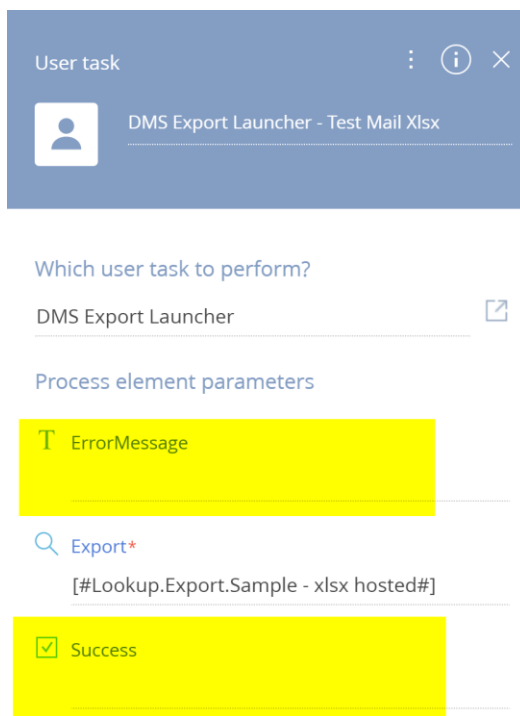 User task
DMS Export Launcher - Test Mail Xlsx
Which user task to perform?
DMS Export Launcher
Process element parameters
T ErrorMessage
Export*
[#Lookup.Export.Sample - xlsx hosted#]
Success